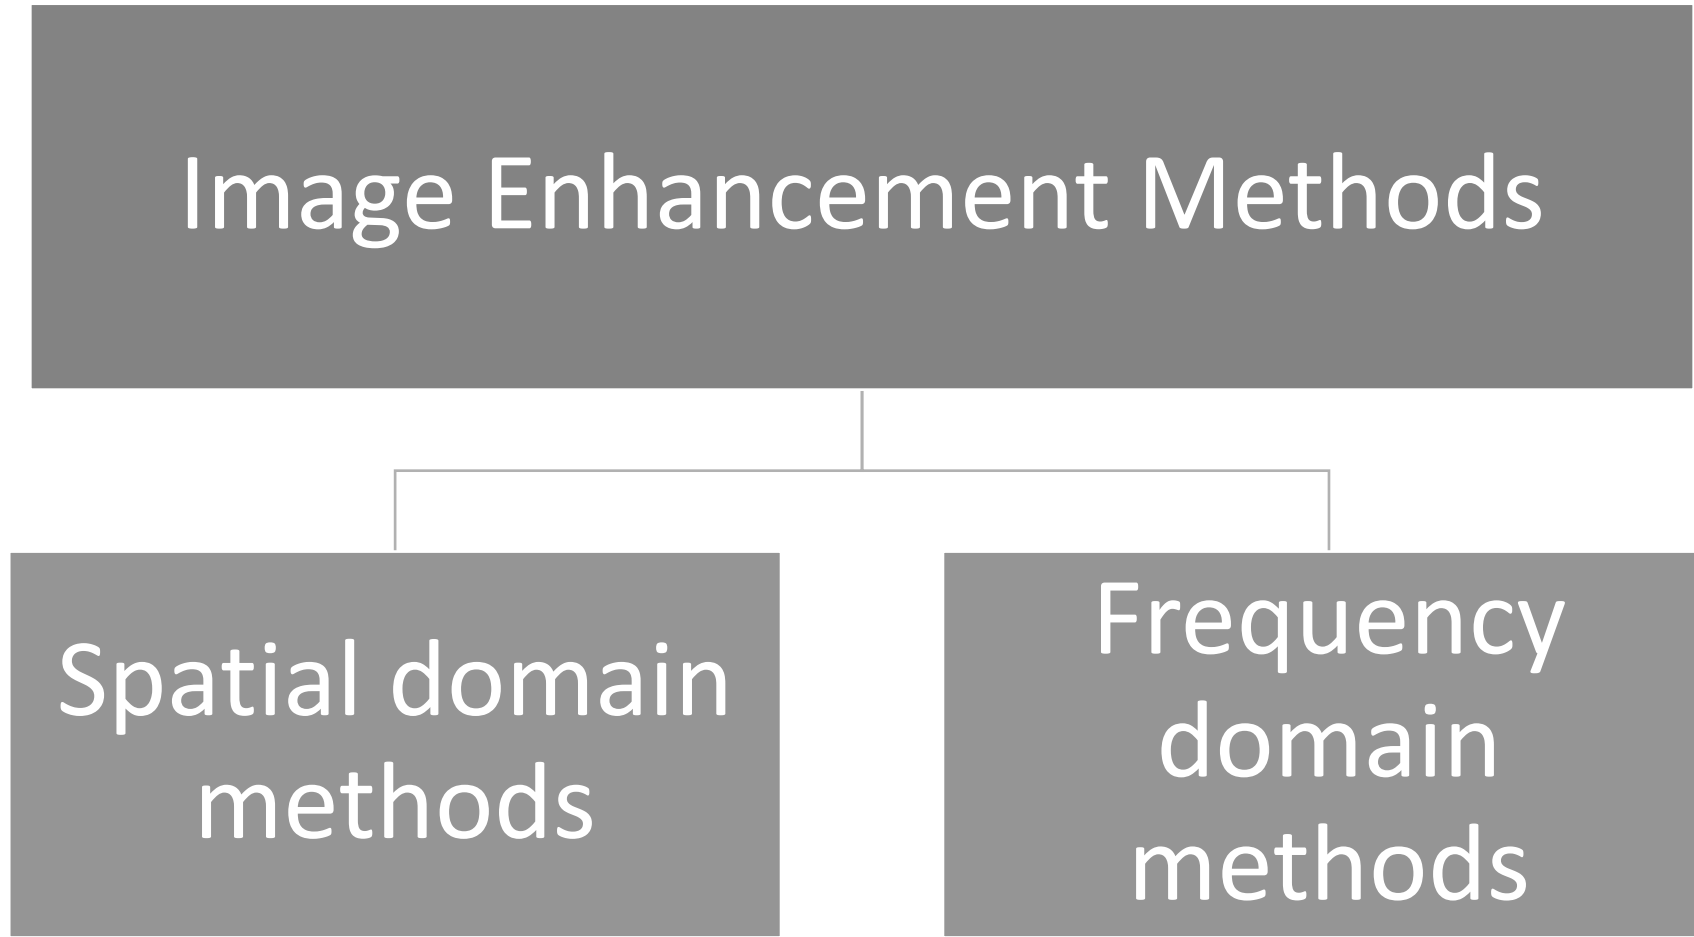 Image Enhancement Methods
Spatial domain
methods
Frequency
domain
methods